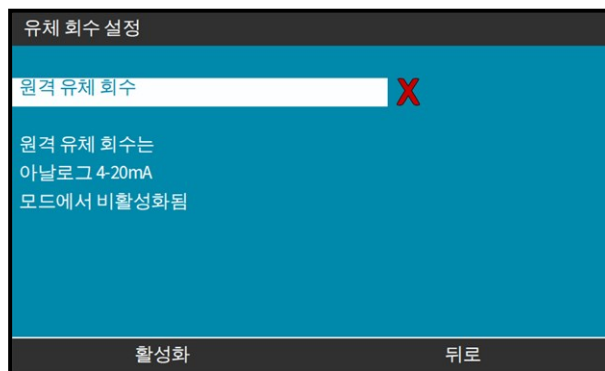 유체 회수 설정
원격 유체 회수
원격 유체 회수는
아날로그 4-20mA
모드에서 비활성화됨
활성화 뒤로